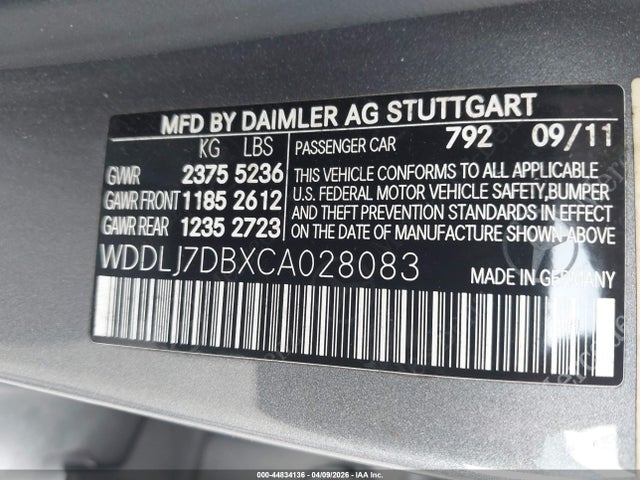 MFD BY DAIMLER AG STUTTGART
KG LBS
PASSENGER CAR 792 09/11
GVWR 2375 5236
GAWR FRONT 1185 2612
GAWR REAR 1235 2723
THIS VEHICLE CONFORMS TO ALL APPLICABLE
U.S. FEDERAL MOTOR VEHICLE SAFETY, BUMPER
AND THEFT PREVENTION STANDARDS IN EFFECT
ON THE DATE OF MANUFACTURE SHOWN ABOVE.
WDDLJ7DBXCA028083
MADE IN GERMANY
Mercedes-Benz
000-44834136 - 04/09/2026 - IAA Inc.